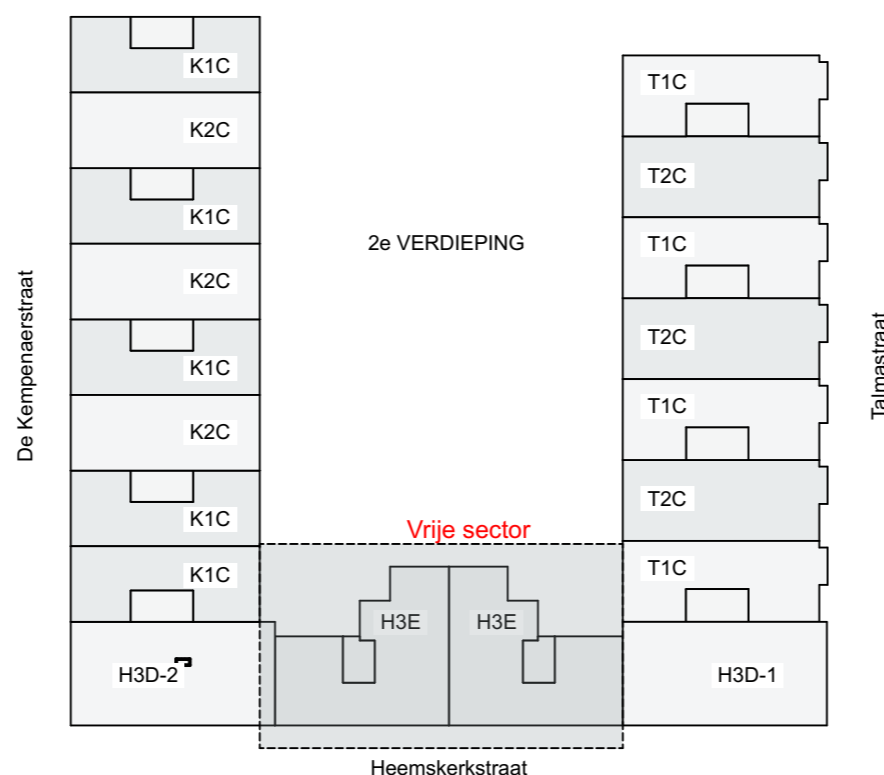 K1C
K2C
K1C
K2C
K1C
K2C
K1C
K1C
H3D-2
De Kempenaerstraat
2e VERDIEPING
Vrije sector
H3E
H3E
Heemskerkstraat
T1C
T2C
T1C
T2C
T1C
T2C
T1C
H3D-1
Talmastraat